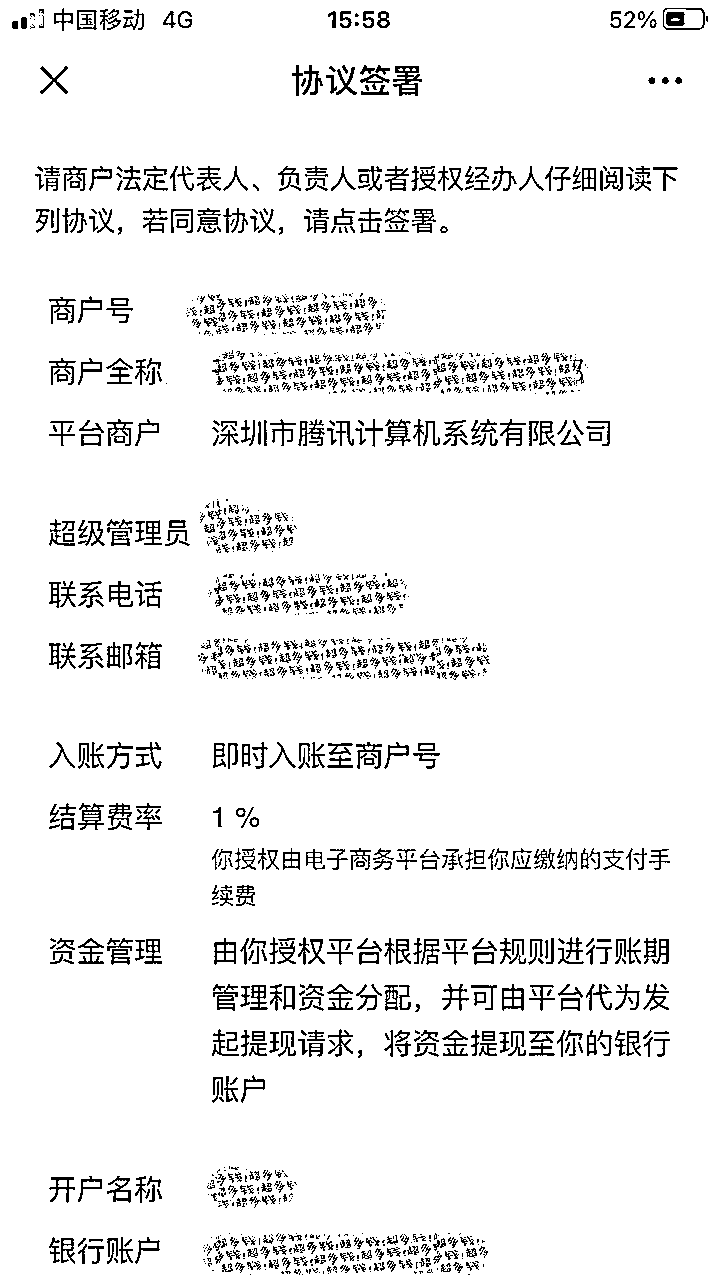 中国移动 4G 15:58 52%
协议签署
请商户法定代表人、负责人或者授权经办人仔细阅读下
列协议，若同意协议，请点击签署。
商户号
商户全称
平台商户 深圳市腾讯计算机系统有限公司
超级管理员
联系电话
联系邮箱
入账方式 即时入账至商户号
结算费率 1 %
你授权由电子商务平台承担你应缴纳的支付手
续费
资金管理 由你授权平台根据平台规则进行账期
管理和资金分配，并可由平台代为发
起提现请求，将资金提现至你的银行
账户
开户名称
银行账户